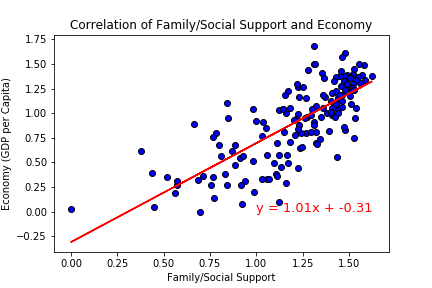 Correlation of Family/Social Support and Economy
1.75
1.50
1.25
1.00
0.75
0.50
0.25
0.00
−0.25
Economy (GDP per Capita)
y = 1.01x + -0.31
0.00 0.25 0.50 0.75 1.00 1.25 1.50
Family/Social Support